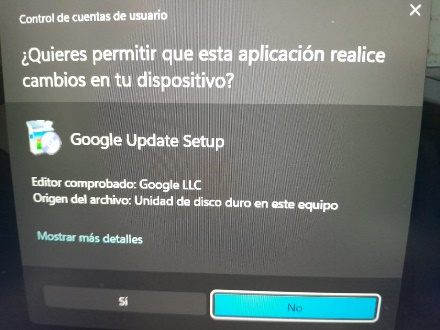 Control de cuentas de usuario
¿Quieres permitir que esta aplicación realice
cambios en tu dispositivo?
Google Update Setup
Editor comprobado: Google LLC
Origen del archivo: Unidad de disco duro en este equipo
Mostrar más detalles
Sí
No